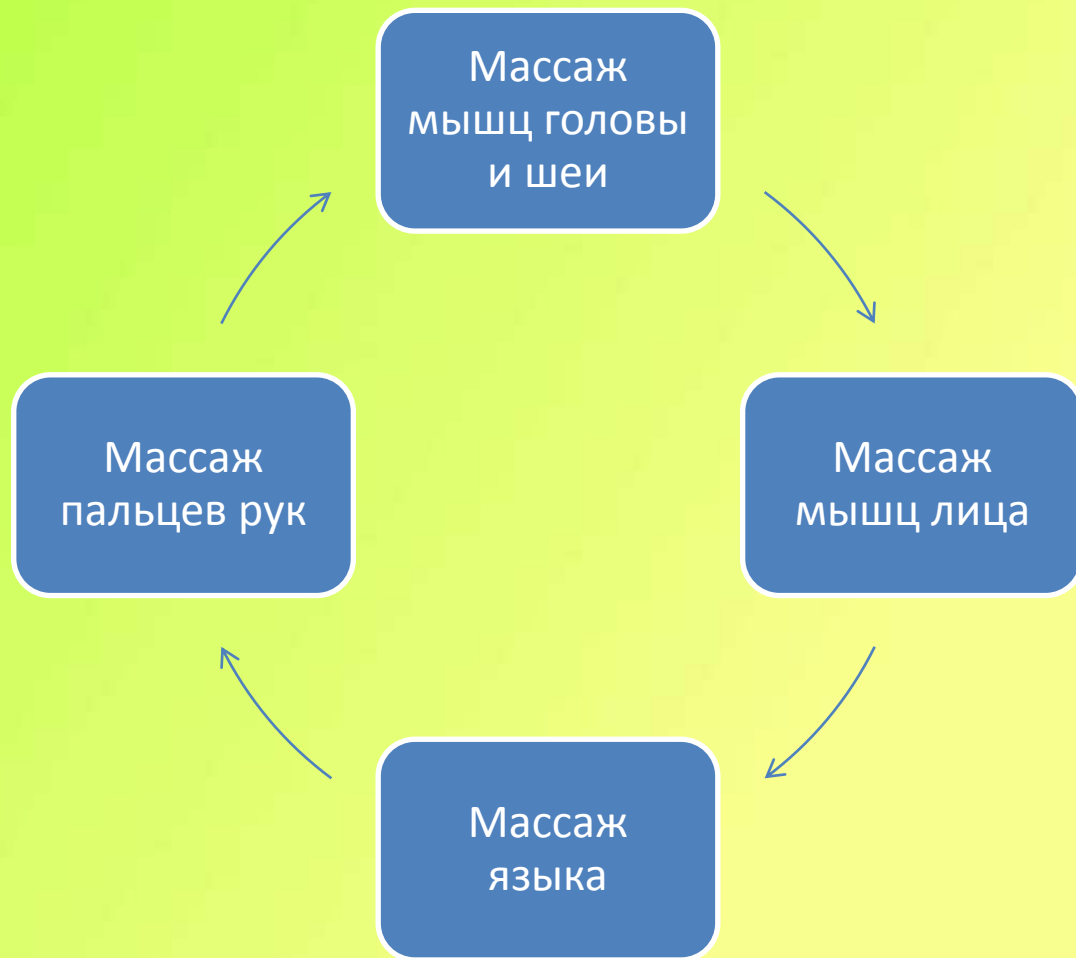 Массаж
мышц головы
и шеи
Массаж
пальцев рук
Массаж
мышц лица
Массаж
языка